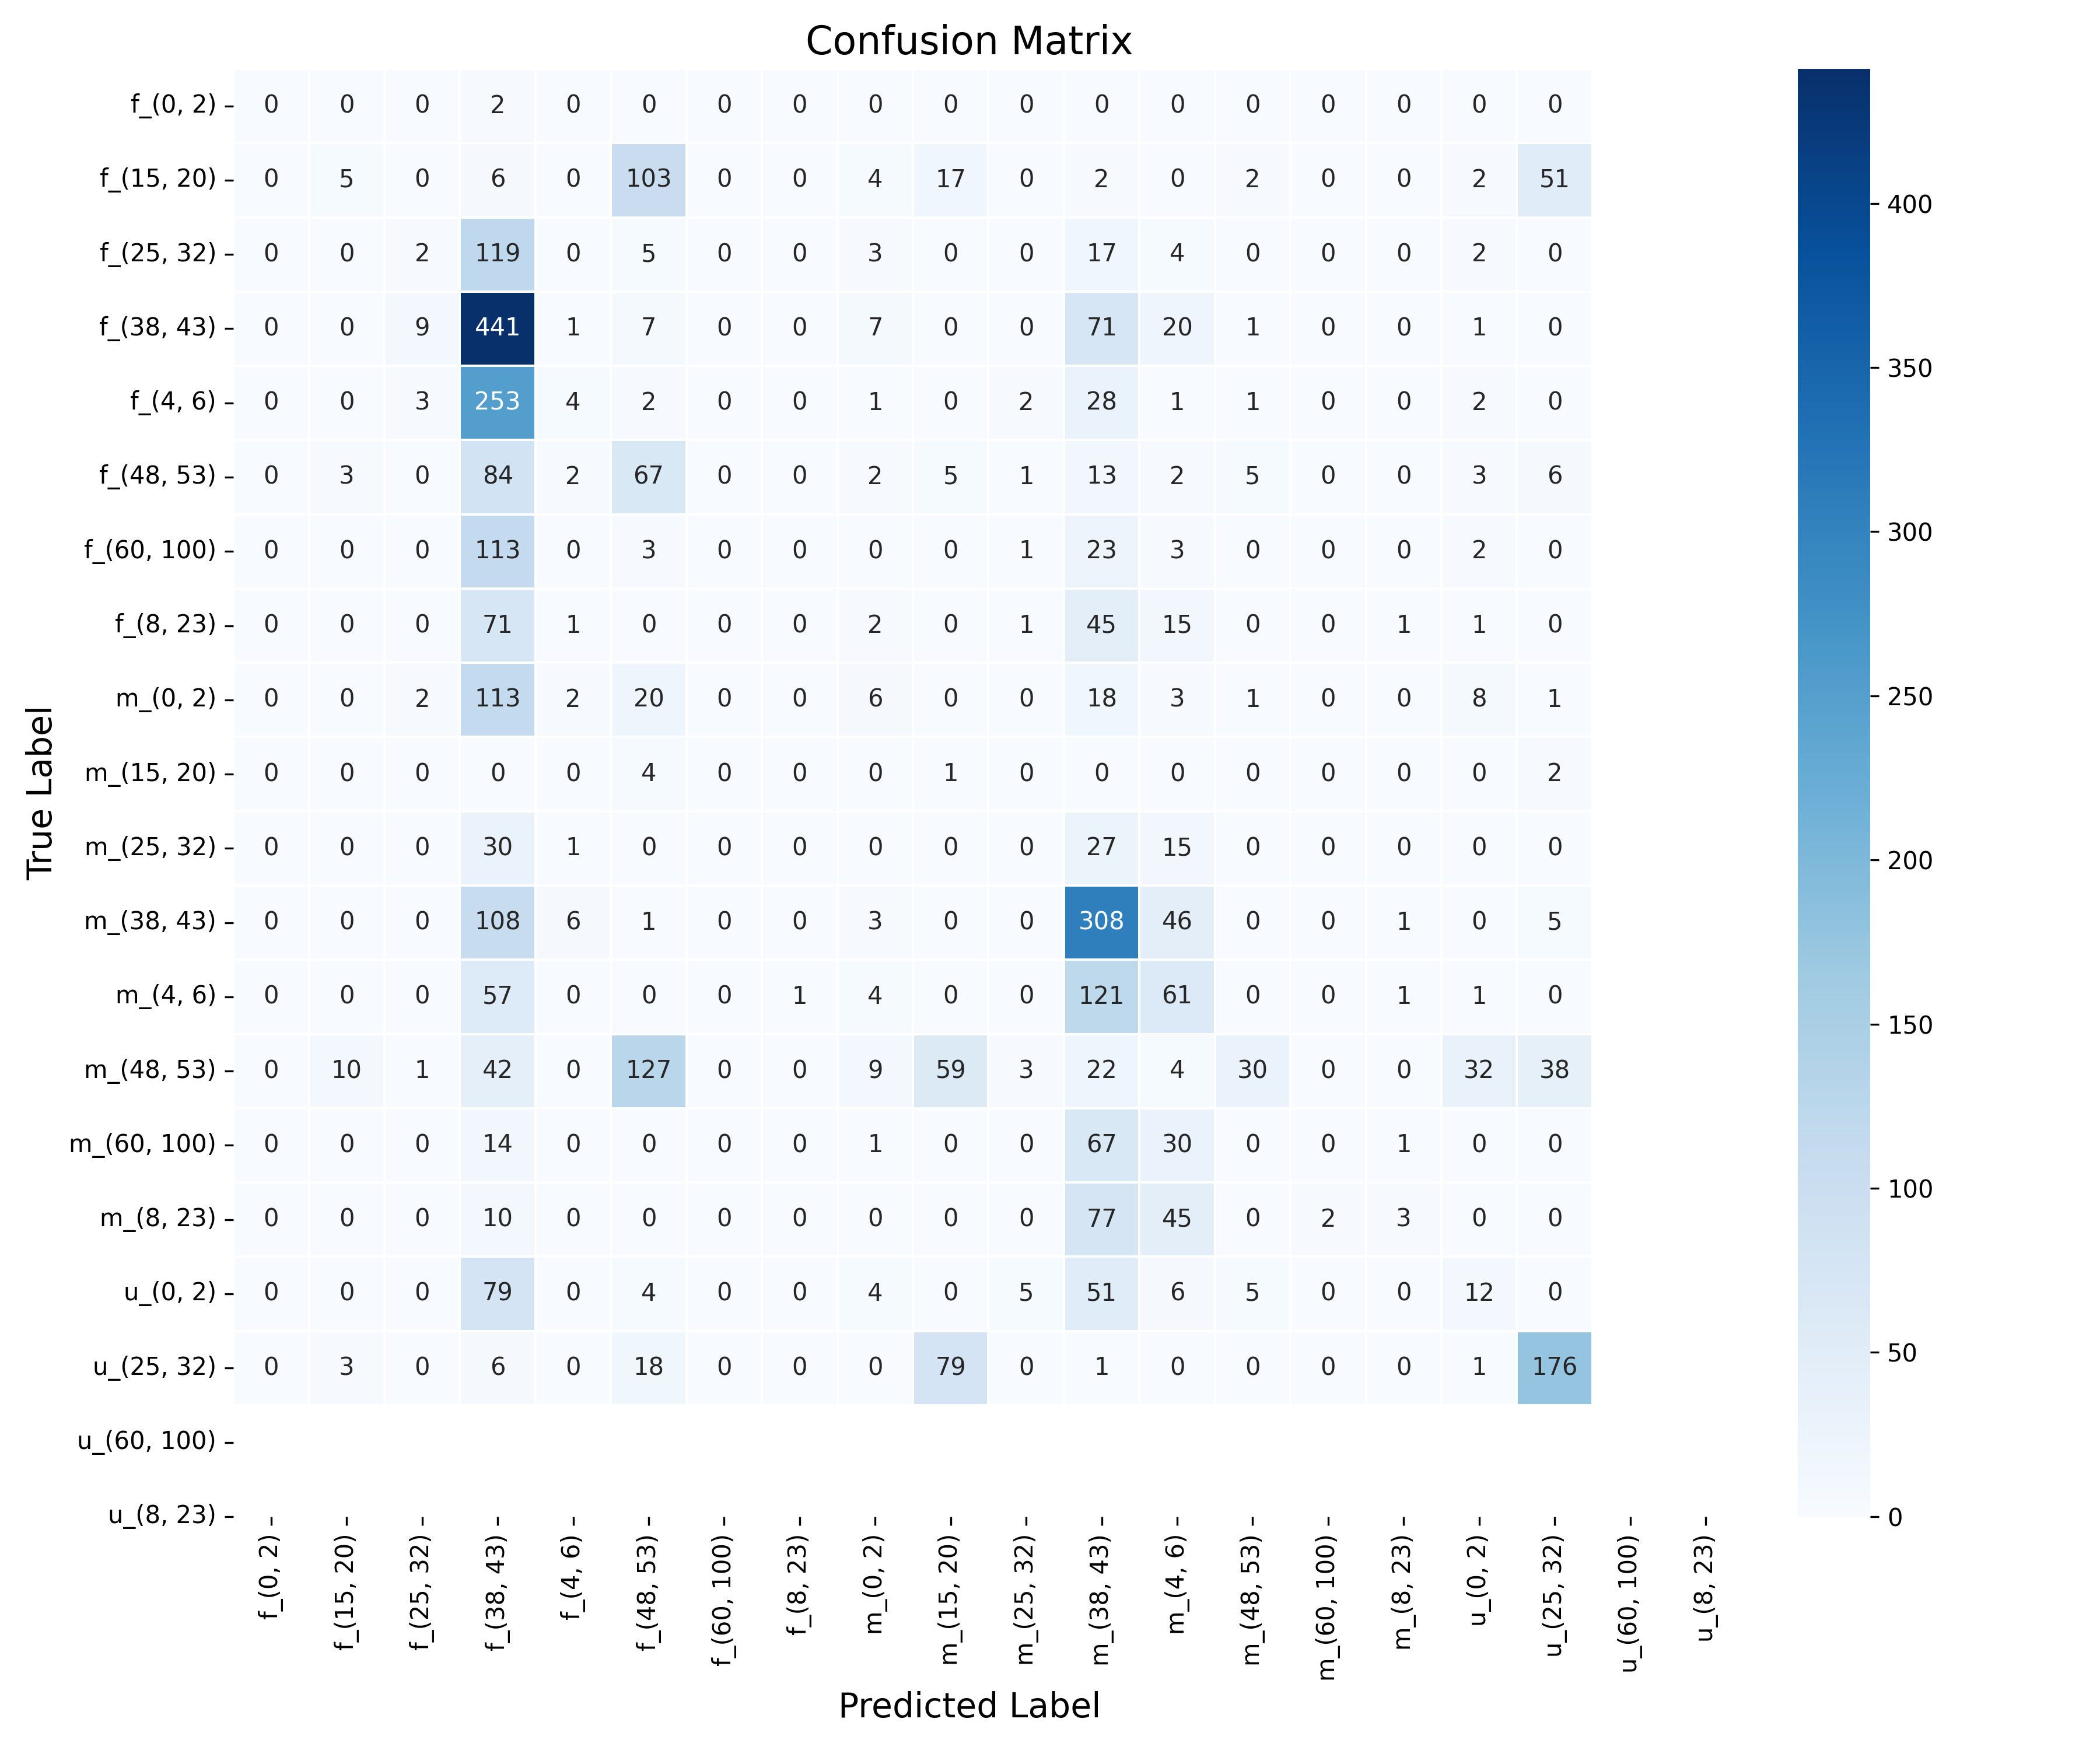 Confusion Matrix
f_(0, 2) 0 0 0 2 0 0 0 0 0 0 0 0 0 0 0 0 0 0
f_(15, 20) 0 5 0 6 0 103 0 0 4 17 0 2 0 2 0 0 2 51
f_(25, 32) 0 0 2 119 0 5 0 0 3 0 0 17 4 0 0 0 2 0
f_(38, 43) 0 0 9 441 1 7 0 0 7 0 0 71 20 1 0 0 1 0
f_(4, 6) 0 0 3 253 4 2 0 0 1 0 2 28 1 1 0 0 2 0
f_(48, 53) 0 3 0 84 2 67 0 0 2 5 1 13 2 5 0 0 3 6
f_(60, 100) 0 0 0 113 0 3 0 0 0 0 1 23 3 0 0 0 2 0
f_(8, 23) 0 0 0 71 1 0 0 0 2 0 1 45 15 0 0 1 1 0
m_(0, 2) 0 0 2 113 2 20 0 0 6 0 0 18 3 1 0 0 8 1
m_(15, 20) 0 0 0 0 0 4 0 0 0 1 0 0 0 0 0 0 0 2
m_(25, 32) 0 0 0 30 1 0 0 0 0 0 0 27 15 0 0 0 0 0
m_(38, 43) 0 0 0 108 6 1 0 0 3 0 0 308 46 0 0 1 0 5
m_(4, 6) 0 0 0 57 0 0 0 1 4 0 0 121 61 0 0 1 1 0
m_(48, 53) 0 10 1 42 0 127 0 0 9 59 3 22 4 30 0 0 32 38
m_(60, 100) 0 0 0 14 0 0 0 0 1 0 0 67 30 0 0 1 0 0
m_(8, 23) 0 0 0 10 0 0 0 0 0 0 0 77 45 0 2 3 0 0
u_(0, 2) 0 0 0 79 0 4 0 0 4 0 5 51 6 5 0 0 12 0
u_(25, 32) 0 3 0 6 0 18 0 0 0 79 0 1 0 0 0 0 1 176
u_(60, 100)
u_(8, 23)
True Label
f_(0, 2) f_(15, 20) f_(25, 32) f_(38, 43) f_(4, 6) f_(48, 53) f_(60, 100) f_(8, 23) m_(0, 2) m_(15, 20) m_(25, 32) m_(38, 43) m_(4, 6) m_(48, 53) m_(60, 100) m_(8, 23) u_(0, 2) u_(25, 32) u_(60, 100) u_(8, 23)
Predicted Label
400
350
300
250
200
150
100
50
0